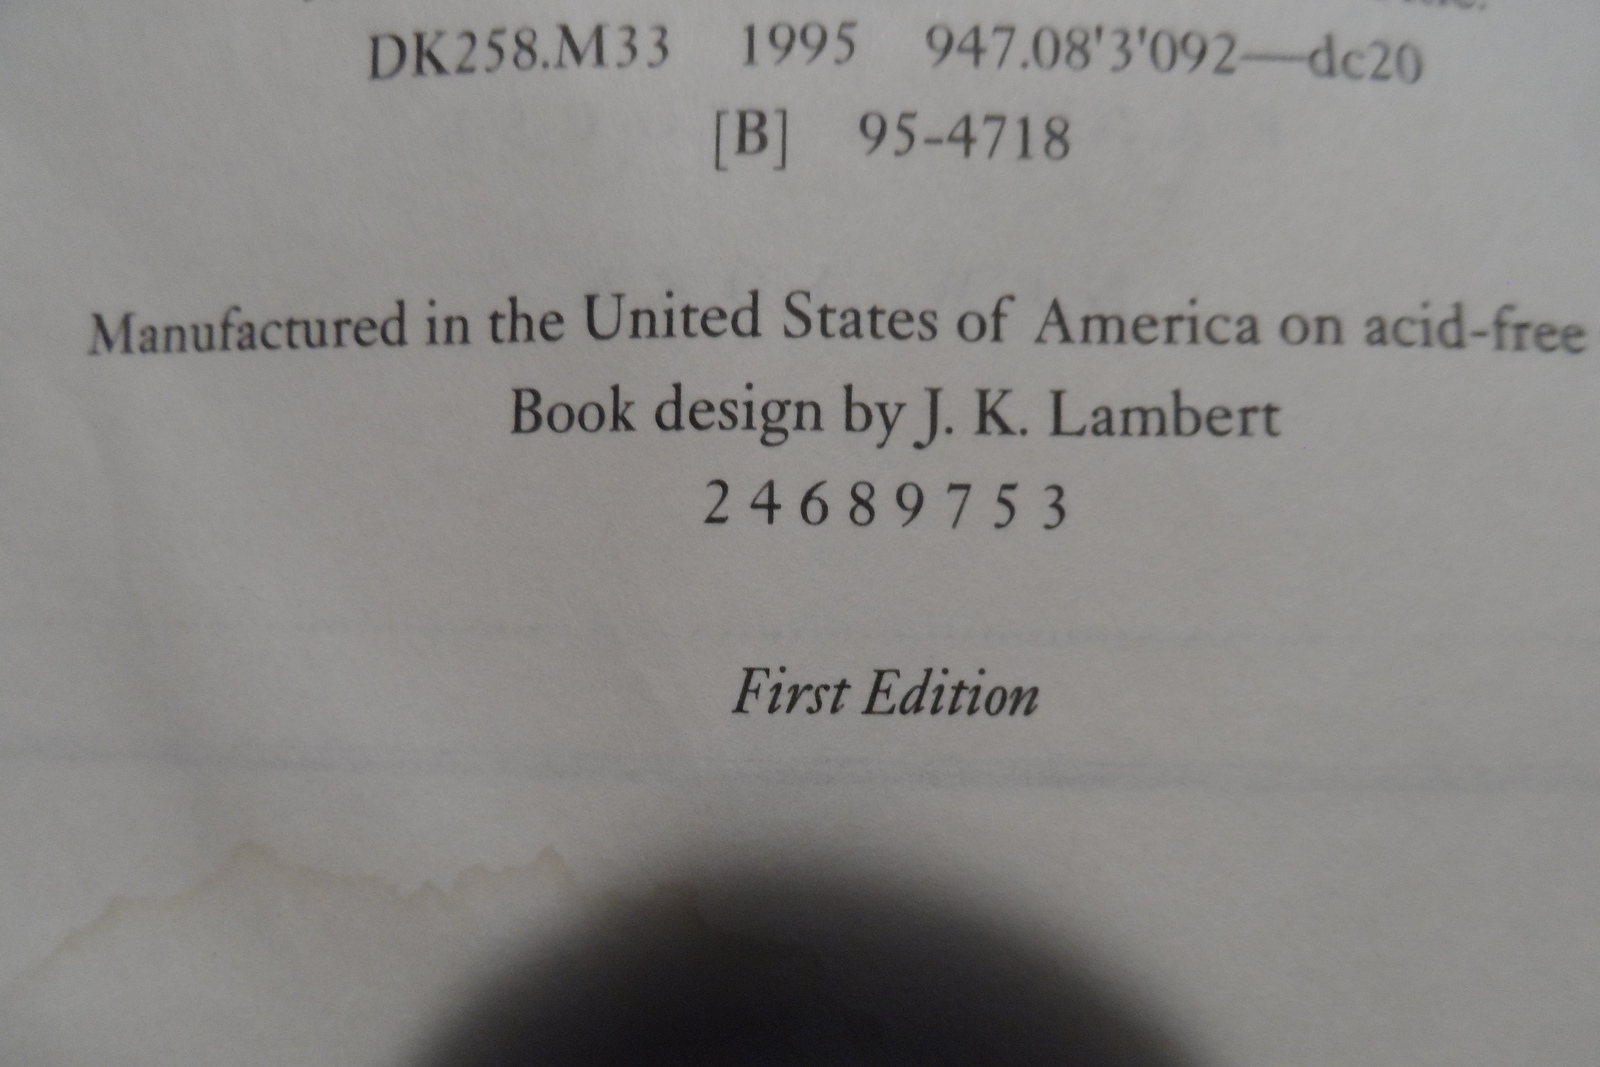 DK258.M33 1995 947.08'3'092—dc20
[B] 95-4718
Manufactured in the United States of America on acid-free
Book design by J. K. Lambert
2 4 6 8 9 7 5 3
First Edition